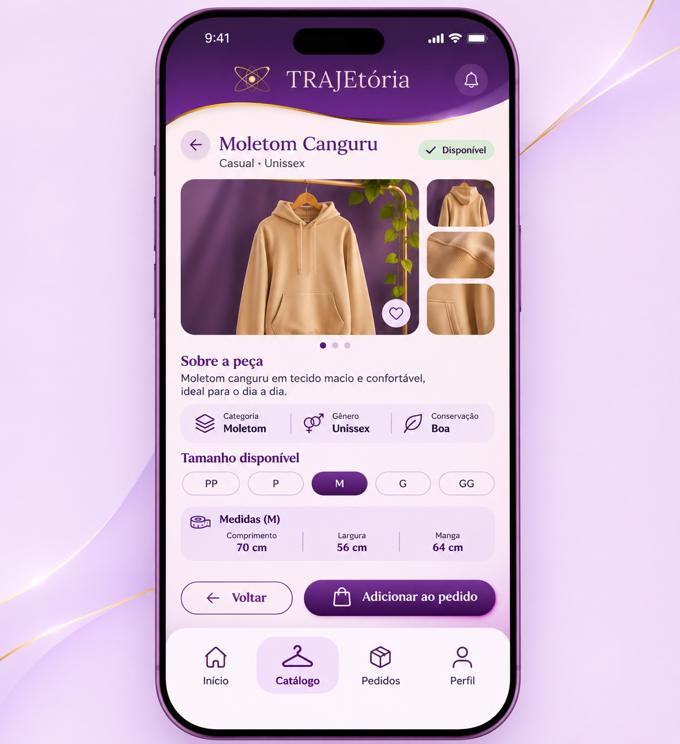 9:41
TRAJEtória
Moletom Canguru
Casual • Unissex
Disponível
Sobre a peça
Moletom canguru em tecido macio e confortável,
ideal para o dia a dia.
Categoria
Moletom
Gênero
Unissex
Conservação
Boa
Tamanho disponível
PP P M G GG
Medidas (M)
Comprimento
70 cm
Largura
56 cm
Manga
64 cm
Voltar
Adicionar ao pedido
Início
Catálogo
Pedidos
Perfil